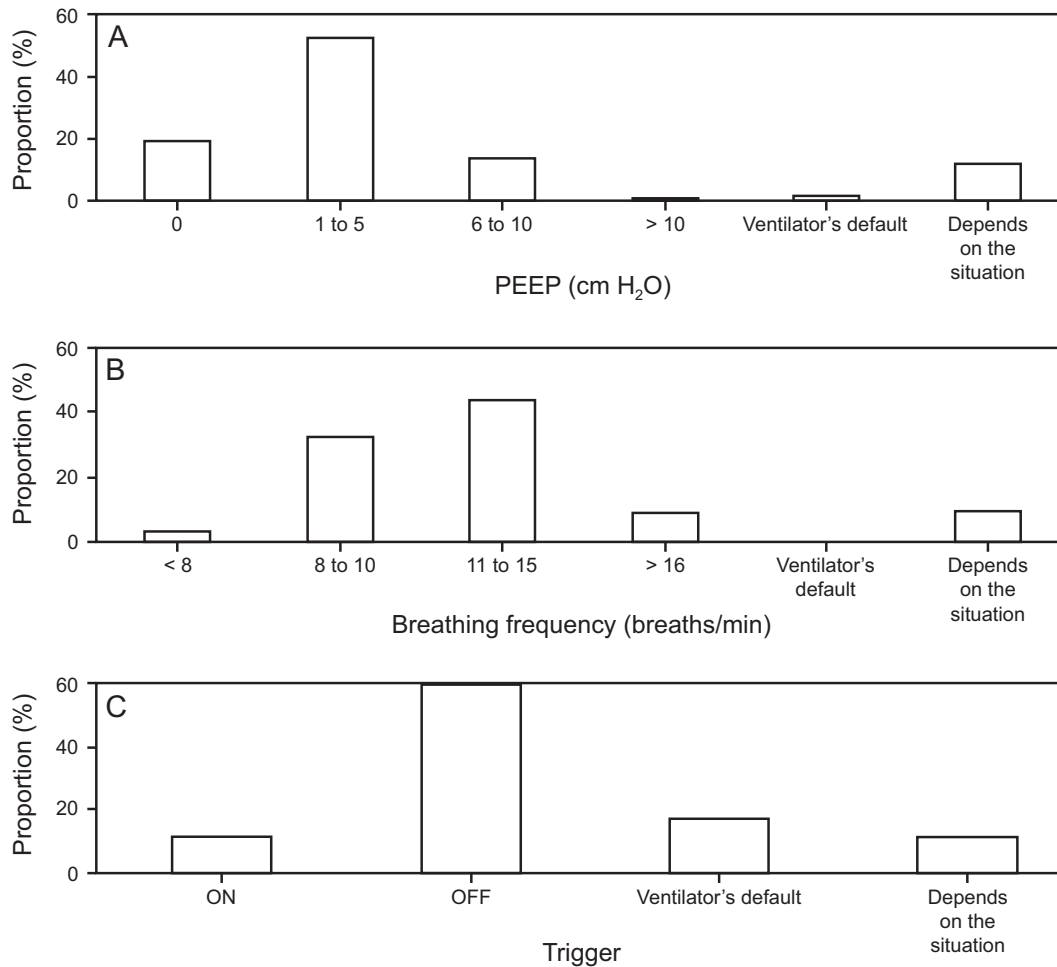 A
Proportion (%)
60
40
20
0
0
1 to 5
6 to 10
> 10
Ventilator’s default
Depends
on the
situation
PEEP (cm H₂O)
B
Proportion (%)
60
40
20
0
< 8
8 to 10
11 to 15
> 16
Ventilator’s
default
Depends
on the
situation
Breathing frequency (breaths/min)
C
Proportion (%)
60
40
20
0
ON
OFF
Ventilator’s default
Depends
on the
situation
Trigger